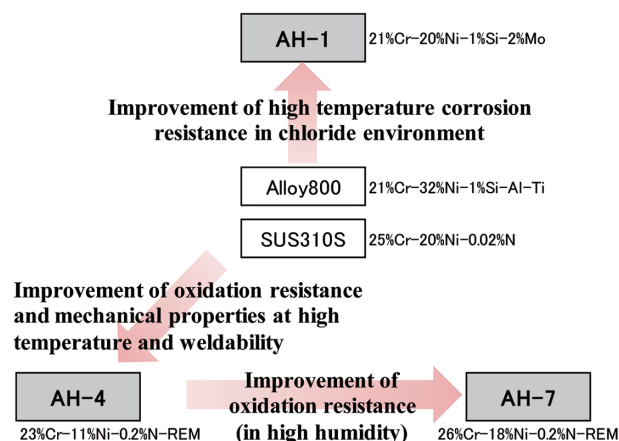 AH-1 21%Cr-20%Ni-1%Si-2%Mo
Improvement of high temperature corrosion
resistance in chloride environment
Alloy800 21%Cr-32%Ni-1%Si-Al-Ti
SUS310S 25%Cr-20%Ni-0.02%N
Improvement of oxidation resistance
and mechanical properties at high
temperature and weldability
AH-4
23%Cr-11%Ni-0.2%N-REM
Improvement of
oxidation resistance
(in high humidity)
AH-7
26%Cr-18%Ni-0.2%N-REM